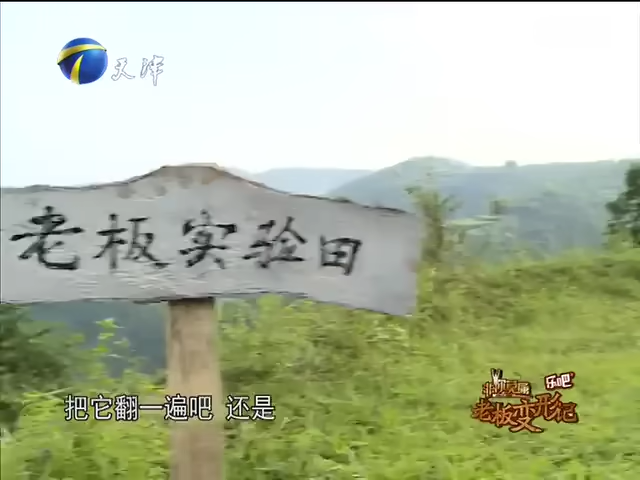 天津
老板实验田
把它翻一遍吧 还是
乐吧
老板变形记